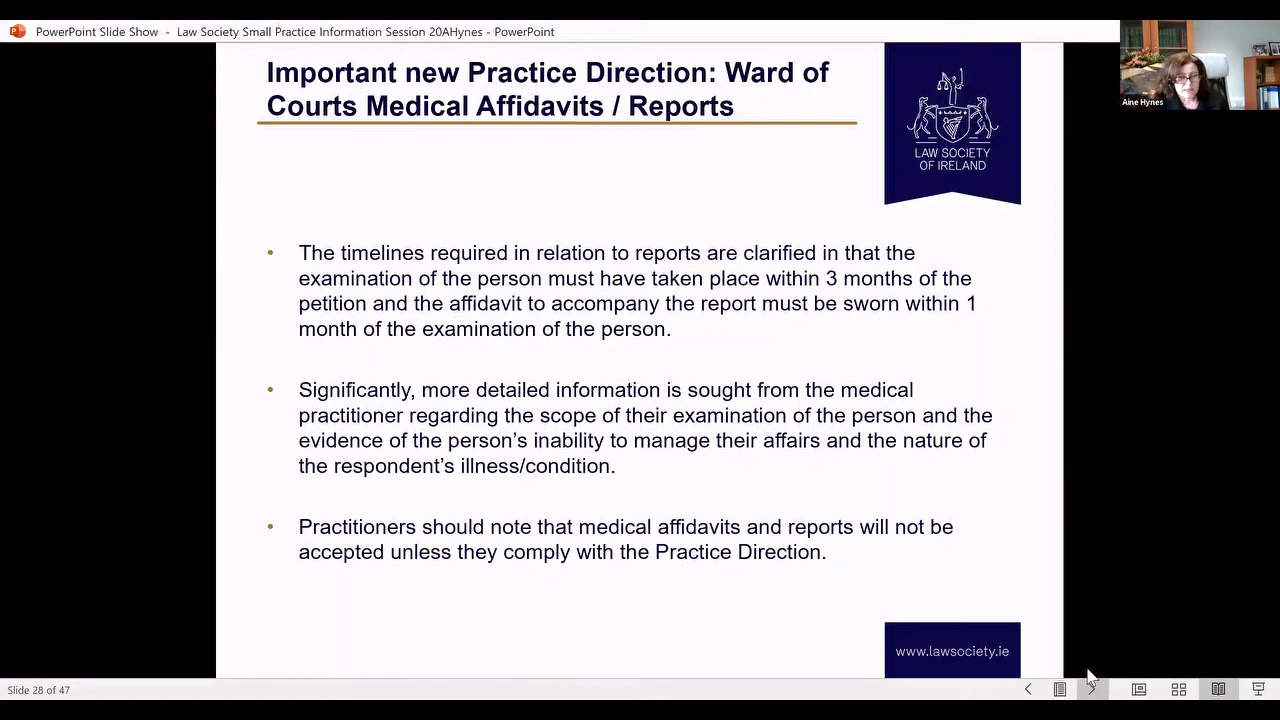 PowerPoint Slide Show - Law Society Small Practice Information Session 20AHynes - PowerPoint
Aine Hynes
Important new Practice Direction: Ward of
Courts Medical Affidavits / Reports
LAW SOCIETY
OF IRELAND
• The timelines required in relation to reports are clarified in that the
examination of the person must have taken place within 3 months of the
petition and the affidavit to accompany the report must be sworn within 1
month of the examination of the person.
• Significantly, more detailed information is sought from the medical
practitioner regarding the scope of their examination of the person and the
evidence of the person’s inability to manage their affairs and the nature of
the respondent’s illness/condition.
• Practitioners should note that medical affidavits and reports will not be
accepted unless they comply with the Practice Direction.
www.lawsociety.ie
Slide 28 of 47